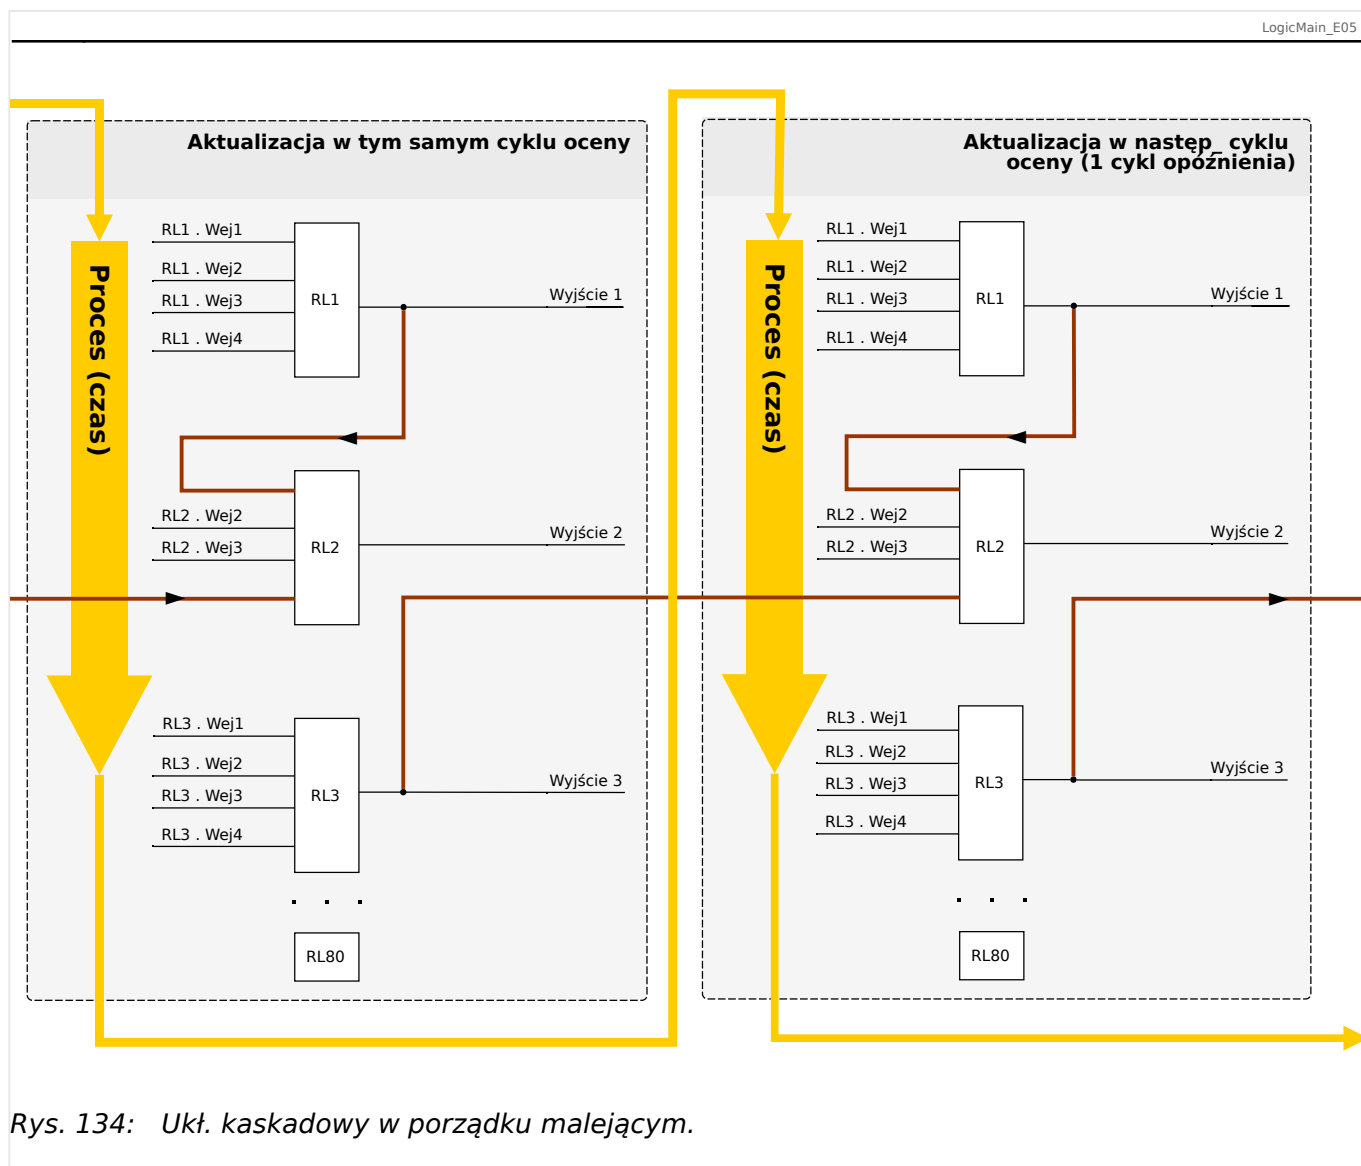 LogicMain_E05
Aktualizacja w tym samym cyklu oceny
Proces (czas)
RL1 . Wej1
RL1 . Wej2
RL1 . Wej3
RL1 . Wej4
RL1
Wyjście 1
RL2 . Wej2
RL2 . Wej3
RL2
Wyjście 2
RL3 . Wej1
RL3 . Wej2
RL3 . Wej3
RL3 . Wej4
RL3
Wyjście 3
. . .
RL80
Aktualizacja w następ_ cyklu
oceny (1 cykl opóźnienia)
Proces (czas)
RL1 . Wej1
RL1 . Wej2
RL1 . Wej3
RL1 . Wej4
RL1
Wyjście 1
RL2 . Wej2
RL2 . Wej3
RL2
Wyjście 2
RL3 . Wej1
RL3 . Wej2
RL3 . Wej3
RL3 . Wej4
RL3
Wyjście 3
. . .
RL80
Rys. 134: Ukł. kaskadowy w porządku malejącym.